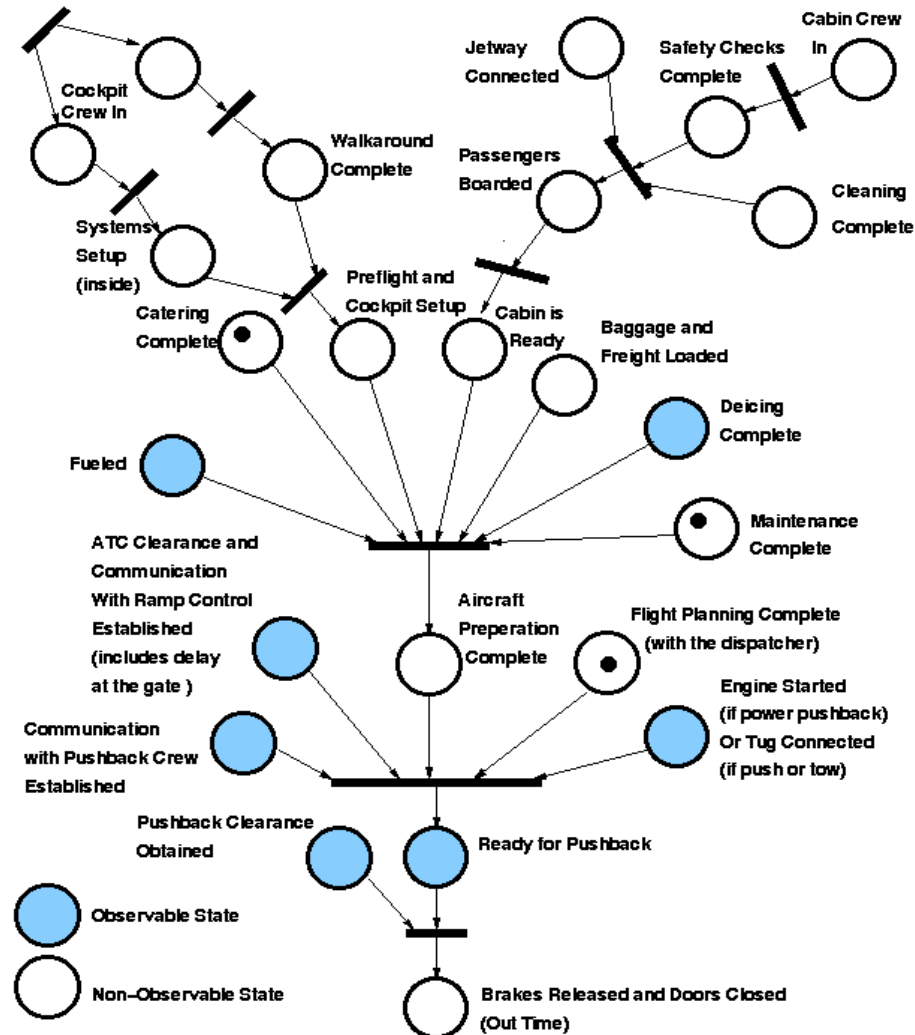 Cabin Crew
In
Jetway
Connected
Safety Checks
Complete
Cockpit
Crew In
Walkaround
Complete
Passengers
Boarded
Cleaning
Complete
Systems
Setup
(inside)
Preflight and
Cockpit Setup
Catering
Complete
Cabin is
Ready
Baggage and
Freight Loaded
Deicing
Complete
Fueled
Maintenance
Complete
ATC Clearance and
Communication
With Ramp Control
Established
(includes delay
at the gate )
Aircraft
Preperation
Complete
Flight Planning Complete
(with the dispatcher)
Engine Started
(if power pushback)
Or Tug Connected
(if push or tow)
Communication
with Pushback Crew
Established
Pushback Clearance
Obtained
Ready for Pushback
Observable State
Non-Observable State
Brakes Released and Doors Closed
(Out Time)